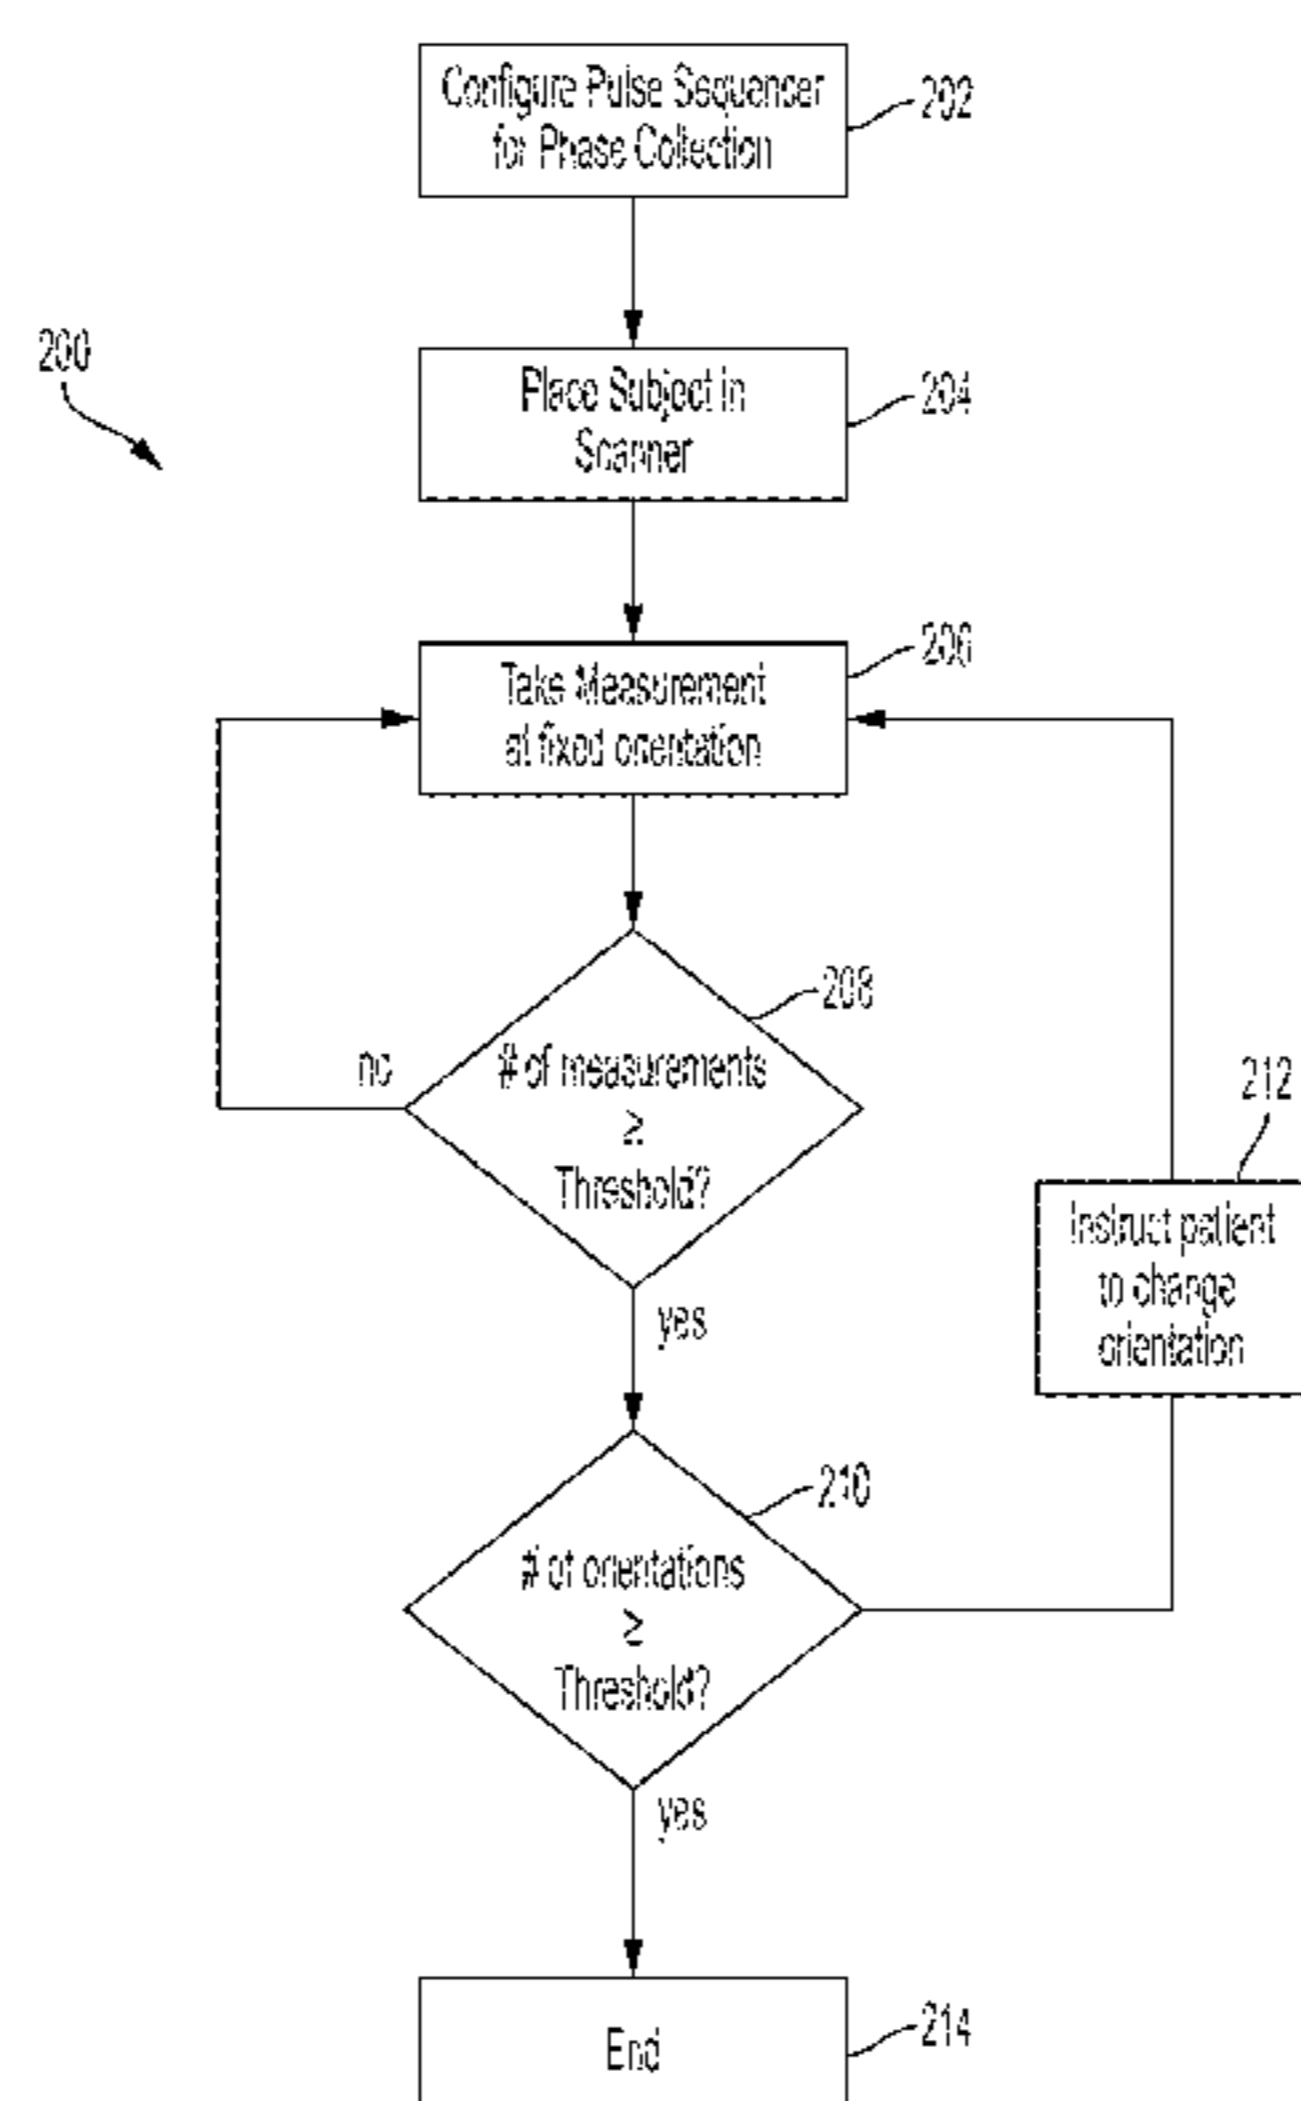 Configure Pulse Sequencer
for Phase Collection
202
200
Place Subject in
Scanner
204
Take Measurement
at fixed orientation
206
208
no
# of measurements
≥
Threshold?
212
Instruct patient
to change
orientation
yes
210
# of orientations
≥
Threshold?
yes
End
214